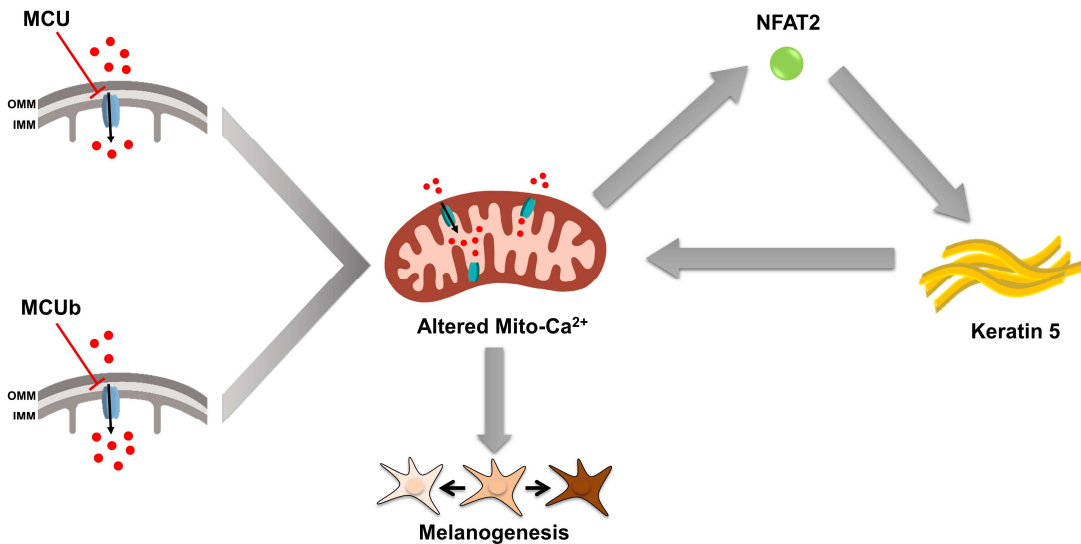 MCU
OMM
IMM
MCUb
OMM
IMM
Altered Mito-Ca²⁺
NFAT2
Keratin 5
Melanogenesis